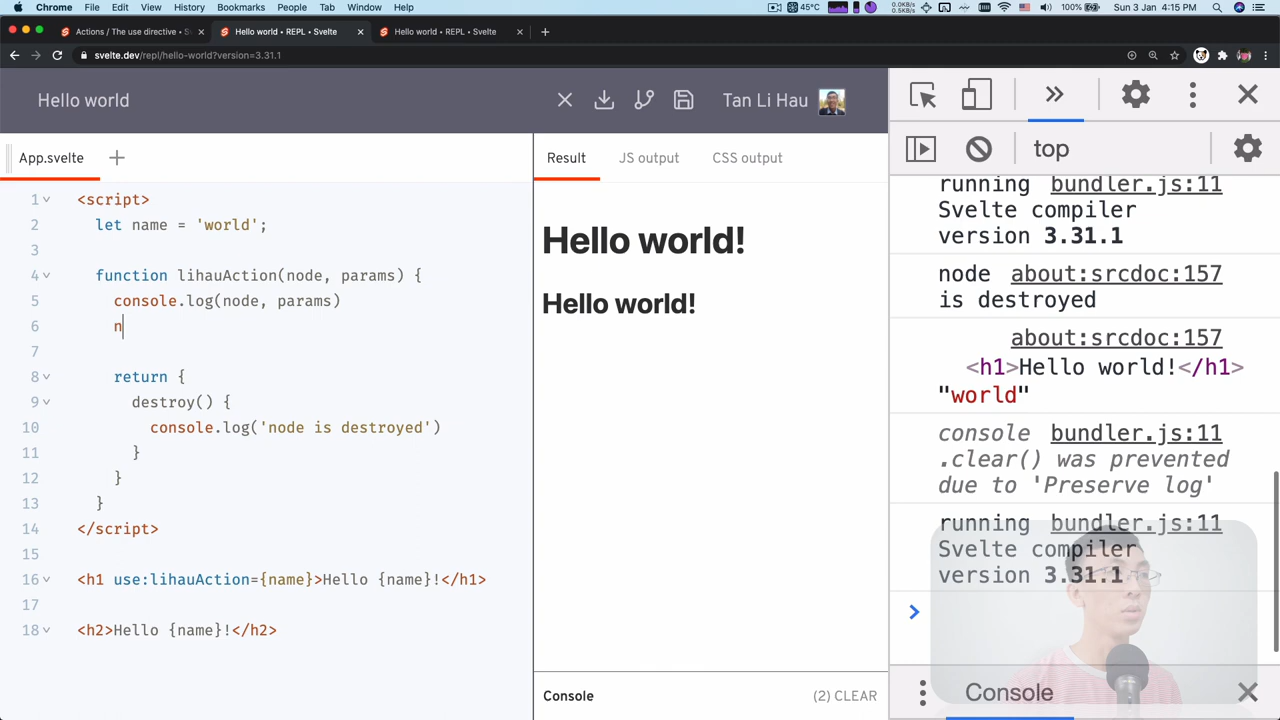 Chrome File Edit View History Bookmarks People Tab Window Help
45°C 0.0KB/s 0.5KB/s 100% Sun 3 Jan 4:15 PM
Actions / The use directive • S × Hello world • REPL • Svelte × Hello world • REPL • Svelte × +
svelte.dev/repl/hello-world?version=3.31.1
Hello world
Tan Li Hau
App.svelte
1 <script>
2 let name = 'world';
3
4 function lihauAction(node, params) {
5 console.log(node, params)
6 n
7
8 return {
9 destroy() {
10 console.log('node is destroyed')
11 }
12 }
13 }
14 </script>
15
16 <h1 use:lihauAction={name}>Hello {name}!</h1>
17
18 <h2>Hello {name}!</h2>
Result JS output CSS output
Hello world!
Hello world!
Console (2) CLEAR
top
running bundler.js:11
Svelte compiler
version 3.31.1
node about:srcdoc:157
is destroyed
about:srcdoc:157
<h1>Hello world!</h1>
"world"
console bundler.js:11
.clear() was prevented
due to 'Preserve log'
running bundler.js:11
Svelte compiler
version 3.31.1
Console